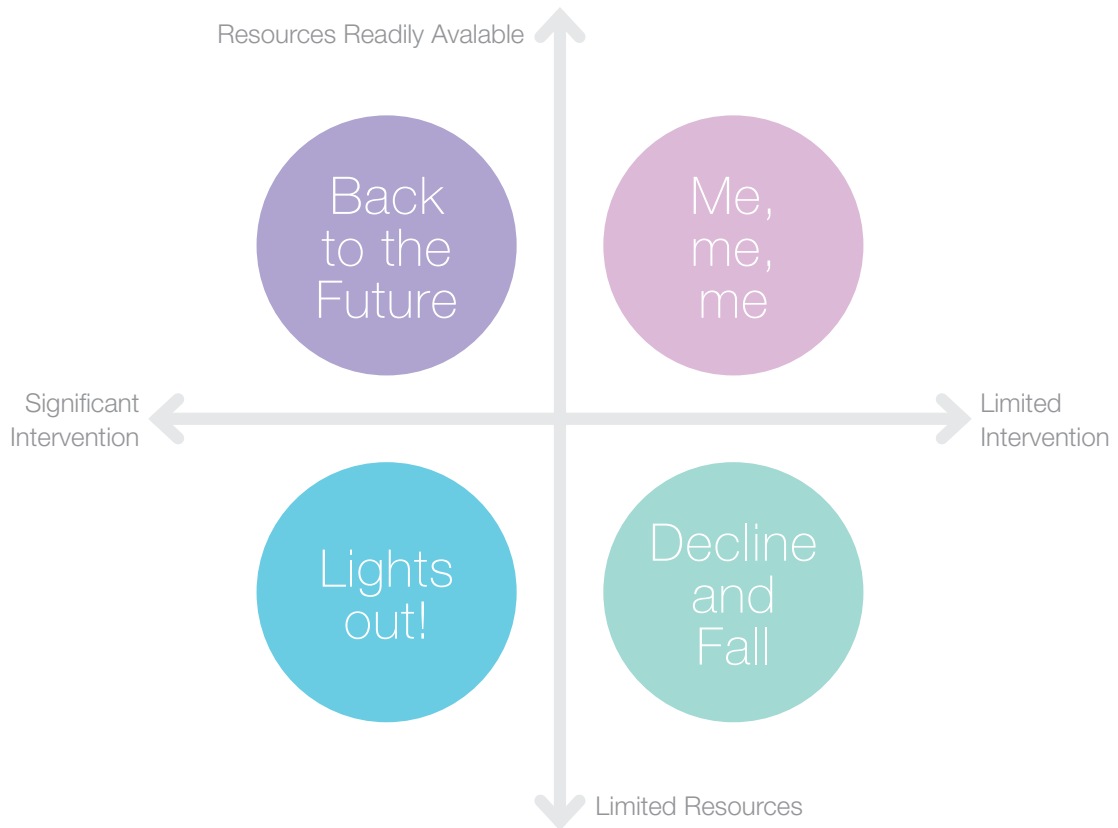 Resources Readily Avalable
Back
to the
Future
Me,
me,
me
Significant
Intervention
Limited
Intervention
Lights
out!
Decline
and
Fall
Limited Resources